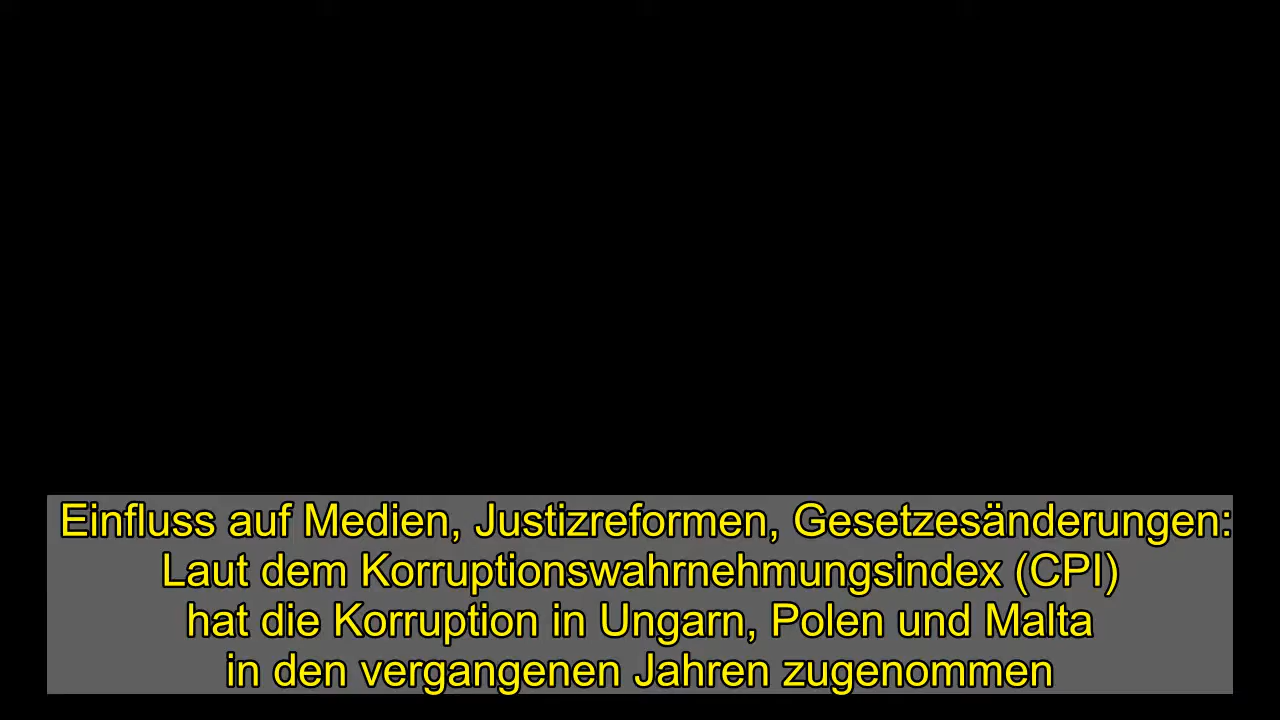 Einfluss auf Medien, Justizreformen, Gesetzesänderungen:
Laut dem Korruptionswahrnehmungsindex (CPI)
hat die Korruption in Ungarn, Polen und Malta
in den vergangenen Jahren zugenommen